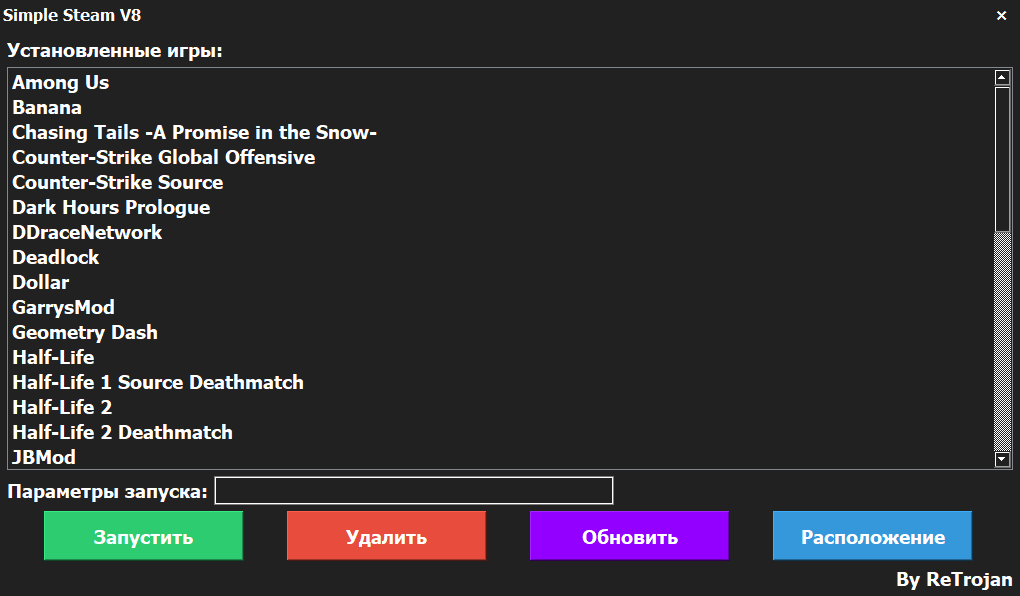 Simple Steam V8
Установленные игры:
Among Us
Banana
Chasing Tails -A Promise in the Snow-
Counter-Strike Global Offensive
Counter-Strike Source
Dark Hours Prologue
DDraceNetwork
Deadlock
Dollar
GarrysMod
Geometry Dash
Half-Life
Half-Life 1 Source Deathmatch
Half-Life 2
Half-Life 2 Deathmatch
JBMod
Параметры запуска:
Запустить Удалить Обновить Расположение
By ReTrojan